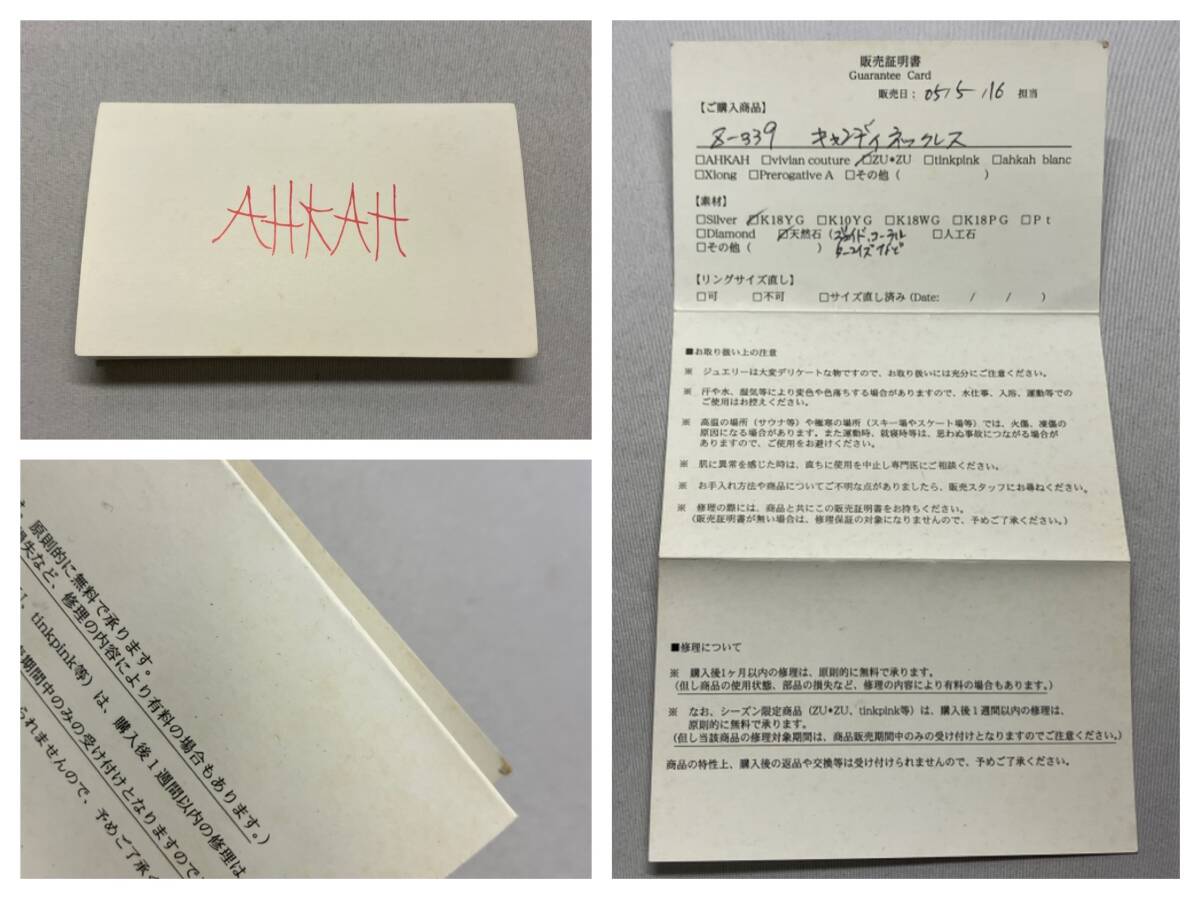 AHKAH
販売証明書
Guarantee Card
販売日: 05/5/16 担当
【ご購入商品】
8-339 キャンディネックレス
□AHKAH □vivian couture ☑ZU*ZU □tinkpink □ahkah blanc
□Xlong □Prerogative A □その他 ( )
【素材】
□Silver ☑K18YG □K10YG □K18WG □K18PG □Pt
□Diamond ☑天然石 (ジェイド、コーラル □人工石
□その他 ( ) ターコイズ
【リングサイズ直し】
□可 □不可 □サイズ直し済み (Date: / / )
■お取り扱い上の注意
※ ジュエリーは大変デリケートな物ですので、お取り扱いには充分にご注意ください。
※ 汗や水、湿気等により変色や色落ちする場合がありますので、水仕事、入浴、運動等での
ご使用はお控えください。
※ 高温の場所（サウナ等）や極寒の場所（スキー場やスケート場等）では、火傷、凍傷の
原因になる場合があります。また運動時、就寝時等は、思わぬ事故につながる場合が
ありますので、ご使用をお避けください。
※ 肌に異常を感じた時は、直ちに使用を中止し専門医にご相談ください。
※ お手入れ方法や商品についてご不明な点がありましたら、販売スタッフにお尋ねください。
※ 修理の際には、商品と共にこの販売証明書をお持ちください。
（販売証明書が無い場合は、修理保証の対象になりませんので、予めご了承ください。）
■修理について
※ 購入後1ヶ月以内の修理は、原則的に無料で承ります。
（但し商品の使用状態、部品の損失など、修理の内容により有料の場合もあります。）
※ なお、シーズン限定商品（ZU*ZU、tinkpink等）は、購入後1週間以内の修理は、
原則的に無料で承ります。
（但し当該商品の修理対象期間は、商品販売期間中のみの受け付けとなりますのでご注意ください。）
商品の特性上、購入後の返品や交換等は受け付けられませんので、予めご了承ください。
原則的に無料で承ります。
損失など、修理の内容により有料の場合もあります。）
tinkpink等）は、購入後1週間以内の修理は
期間中のみの受け付けとなりますので
られませんので、予めご了承